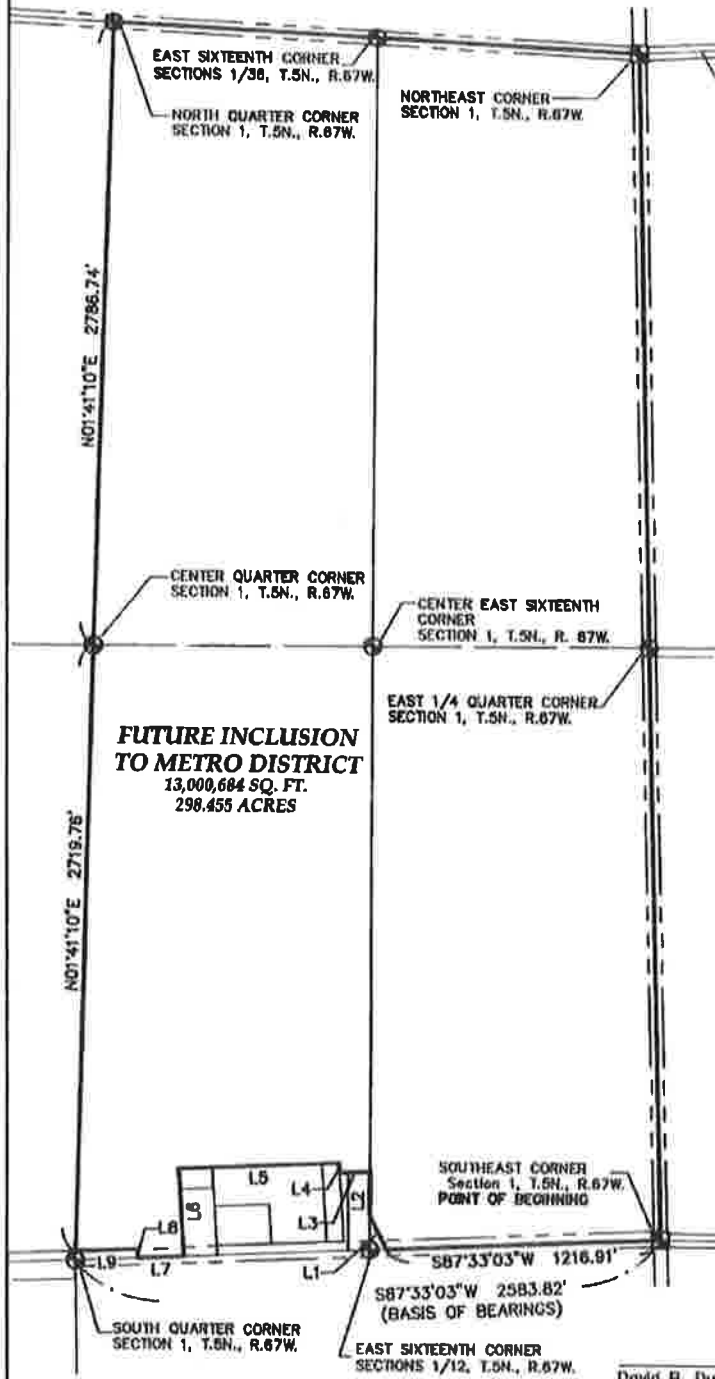 EAST SIXTEENTH CORNER
SECTIONS 1/36, T.5N., R.67W.
NORTH QUARTER CORNER
SECTION 1, T.5N., R.67W.
NORTHEAST CORNER
SECTION 1, T.5N., R.67W.
N01°41'10"E 2786.74'
CENTER QUARTER CORNER
SECTION 1, T.5N., R.67W.
CENTER EAST SIXTEENTH
CORNER
SECTION 1, T.5N., R. 67W.
EAST 1/4 QUARTER CORNER
SECTION 1, T.5N., R.67W.
FUTURE INCLUSION
TO METRO DISTRICT
13,000,684 SQ. FT.
298.455 ACRES
N01°41'10"E 2719.76'
SOUTHEAST CORNER
Section 1, T.5N., R.67W.
POINT OF BEGINNING
L5
L4
L2
L6
L3
L8
L9
L7
L1
S87°33'03"W 1216.91'
S87°33'03"W 2583.82'
(BASIS OF BEARINGS)
SOUTH QUARTER CORNER
SECTION 1, T.5N., R.67W.
EAST SIXTEENTH CORNER
SECTIONS 1/12, T.5N., R.67W.
David B.